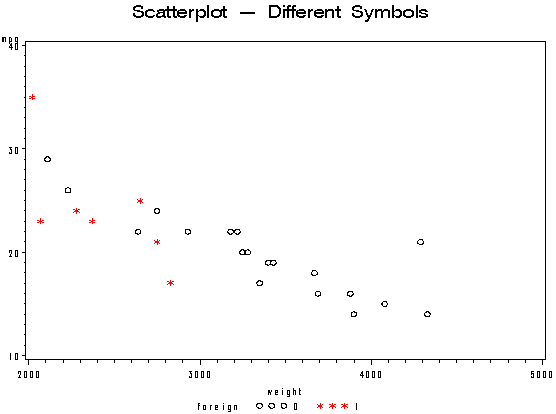 Scatterplot — Different Symbols
mpg
40
30
20
10
2000 3000 4000 5000
weight
foreign 0 1